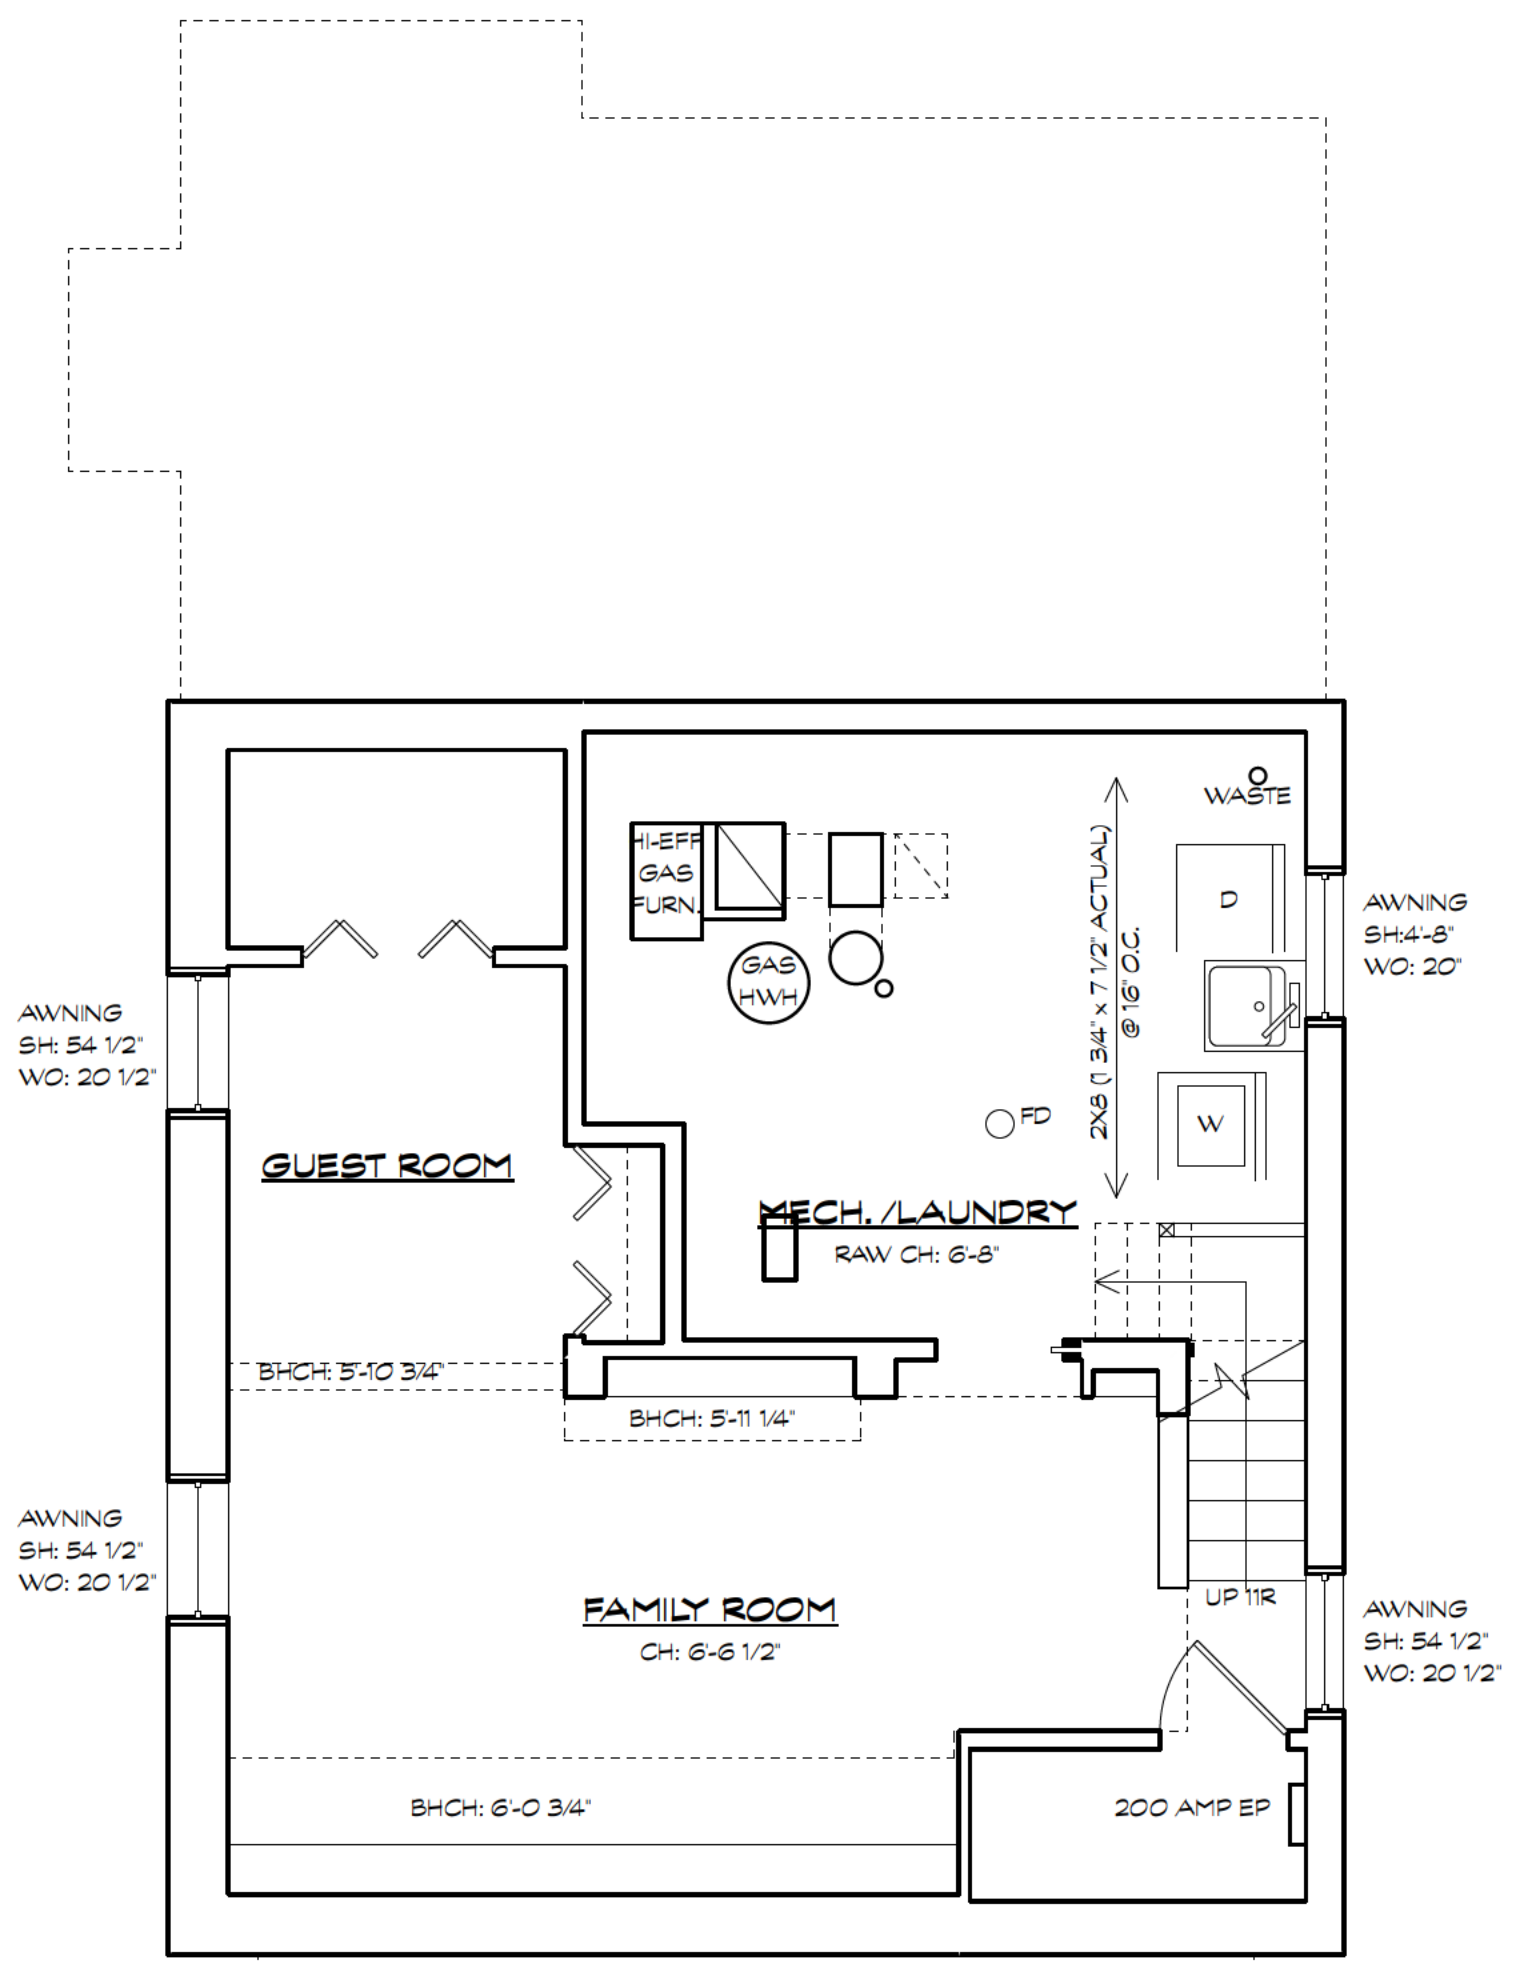 WASTE
HI-EFF
GAS
FURN.
D
AWNING
SH:4'-8"
WO: 20"
2X8 (1 3/4" x 7 1/2" ACTUAL)
@ 16" O.C.
GAS
HWH
AWNING
SH: 54 1/2"
WO: 20 1/2"
FD
W
GUEST ROOM
MECH. /LAUNDRY
RAW CH: 6'-8"
BHCH: 5'-10 3/4"
BHCH: 5'-11 1/4"
AWNING
SH: 54 1/2"
WO: 20 1/2"
UP 11R
FAMILY ROOM
CH: 6'-6 1/2"
AWNING
SH: 54 1/2"
WO: 20 1/2"
BHCH: 6'-0 3/4"
200 AMP EP